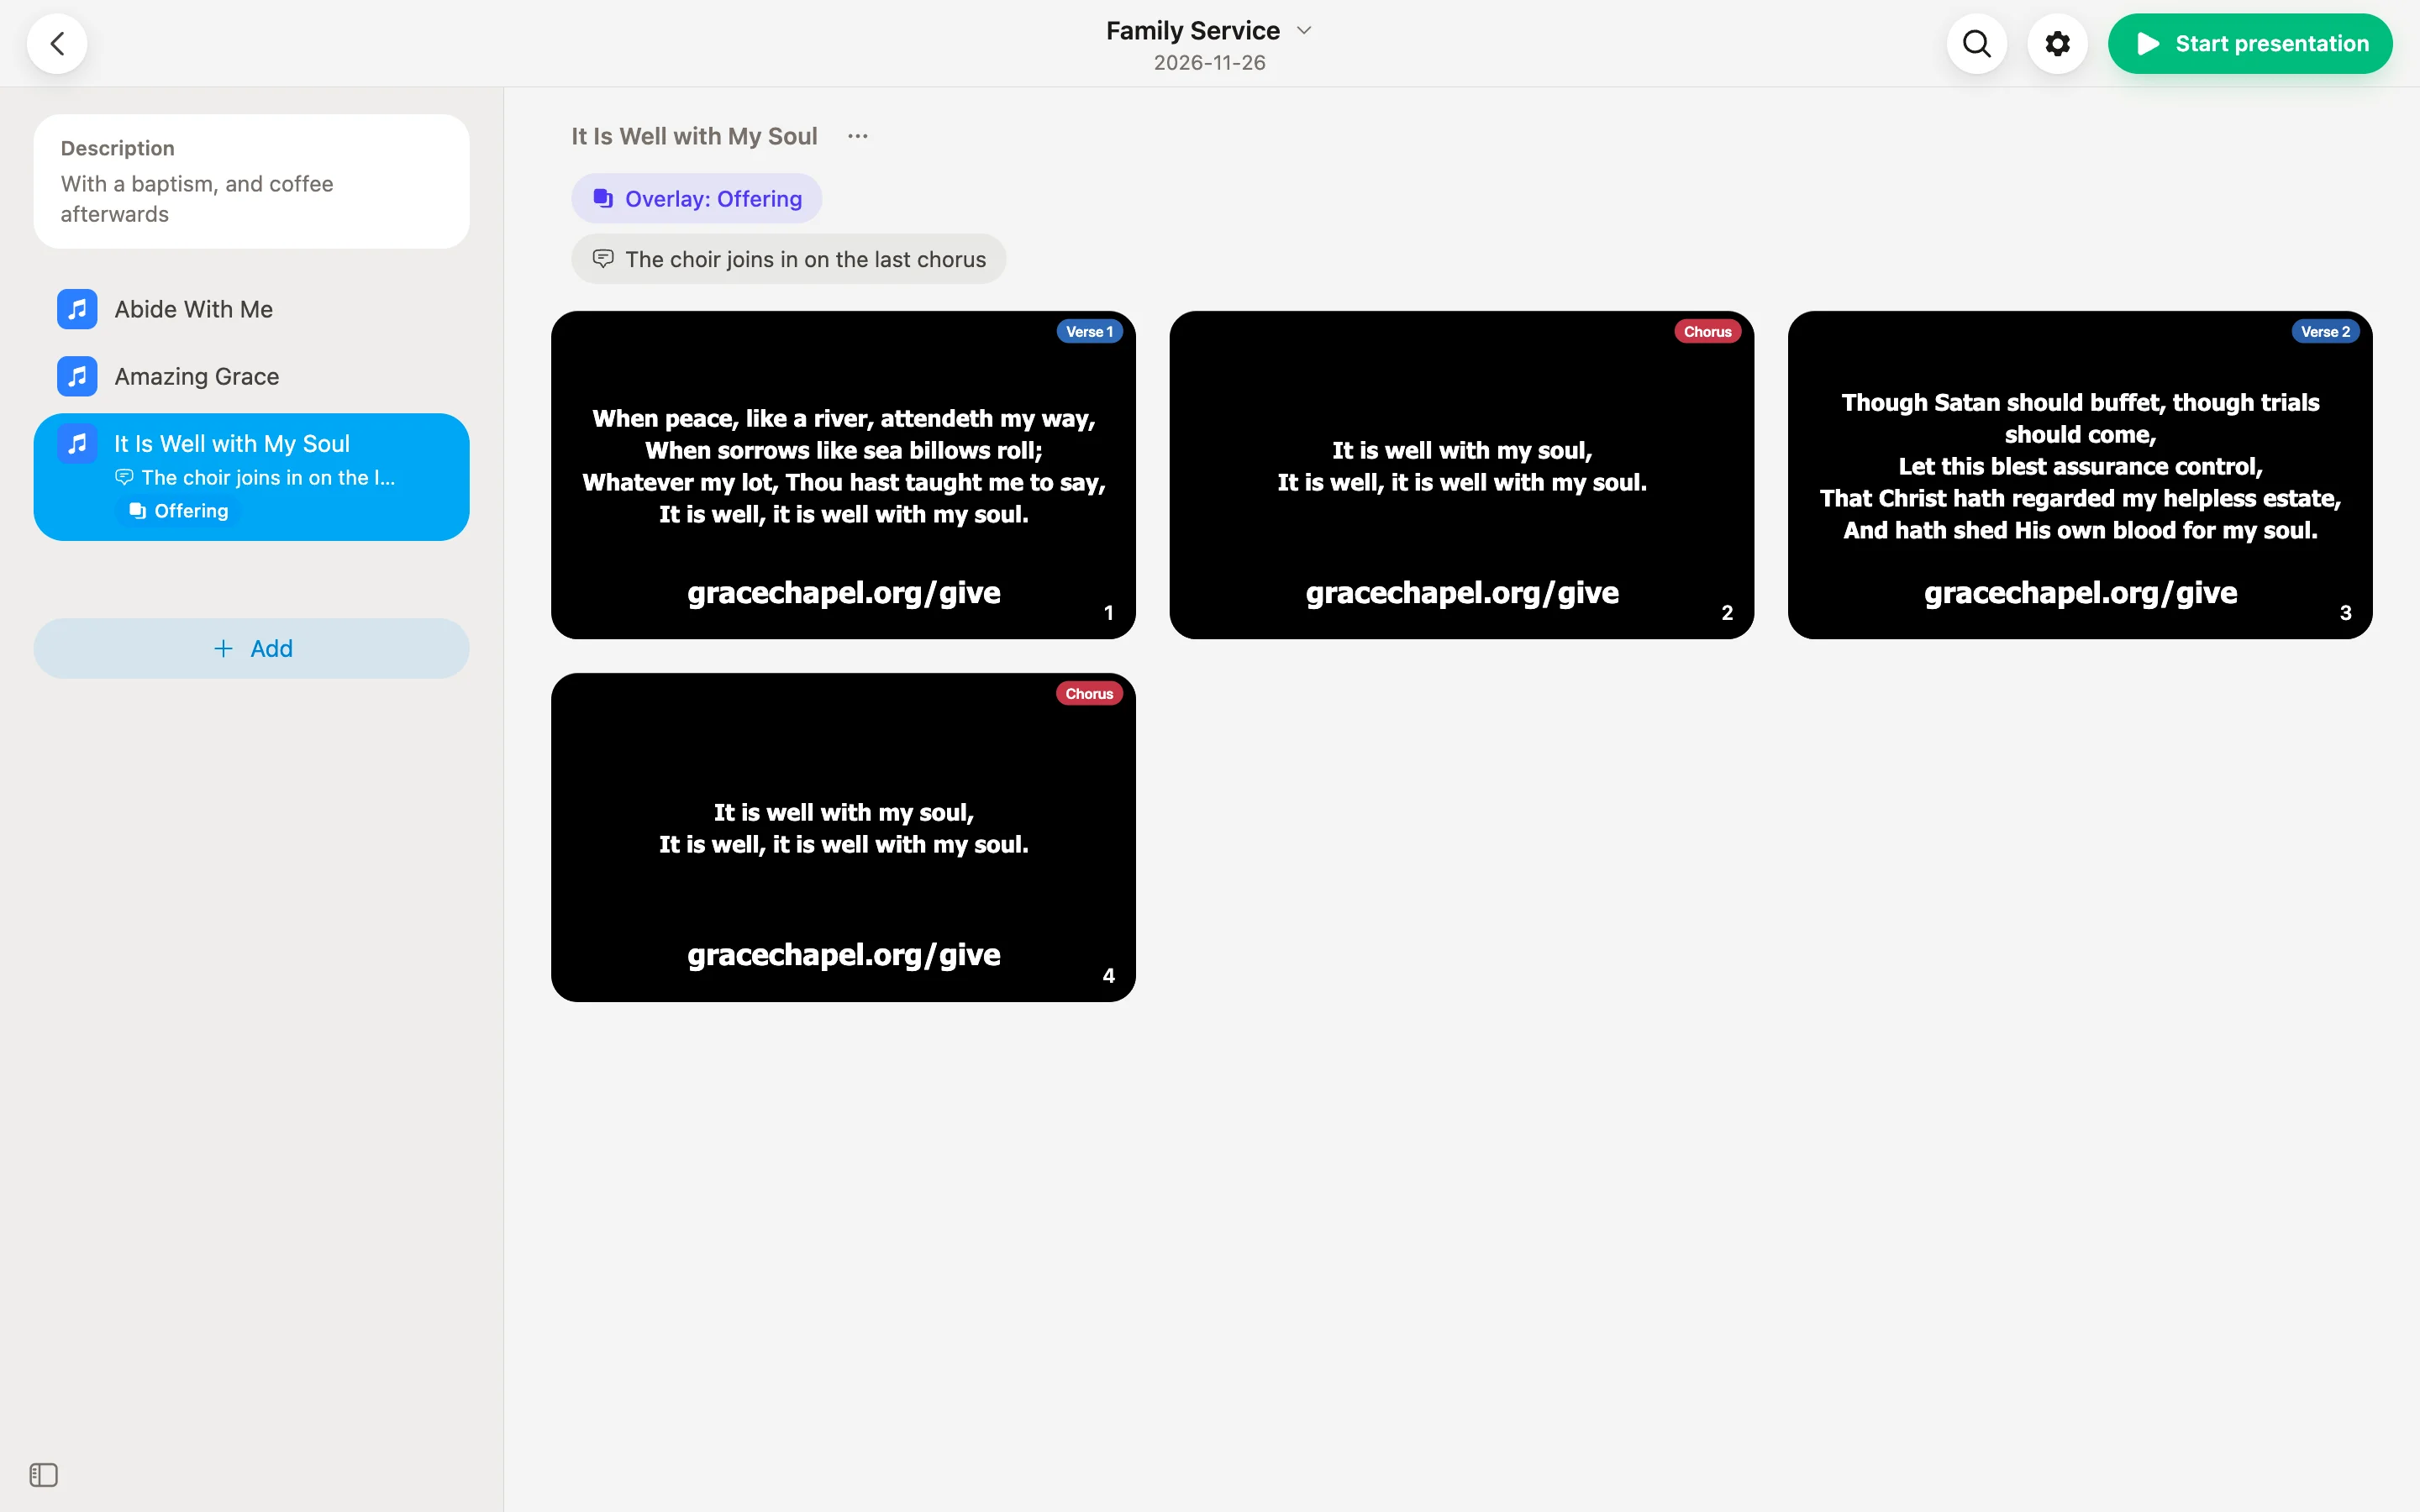 Family Service
2026-11-26
Start presentation
Description
With a baptism, and coffee
afterwards
Abide With Me
Amazing Grace
It Is Well with My Soul
The choir joins in on the l...
Offering
Add
It Is Well with My Soul
Overlay: Offering
The choir joins in on the last chorus
Verse 1
When peace, like a river, attendeth my way,
When sorrows like sea billows roll;
Whatever my lot, Thou hast taught me to say,
It is well, it is well with my soul.
gracechapel.org/give
1
Chorus
It is well with my soul,
It is well, it is well with my soul.
gracechapel.org/give
2
Verse 2
Though Satan should buffet, though trials
should come,
Let this blest assurance control,
That Christ hath regarded my helpless estate,
And hath shed His own blood for my soul.
gracechapel.org/give
3
Chorus
It is well with my soul,
It is well, it is well with my soul.
gracechapel.org/give
4